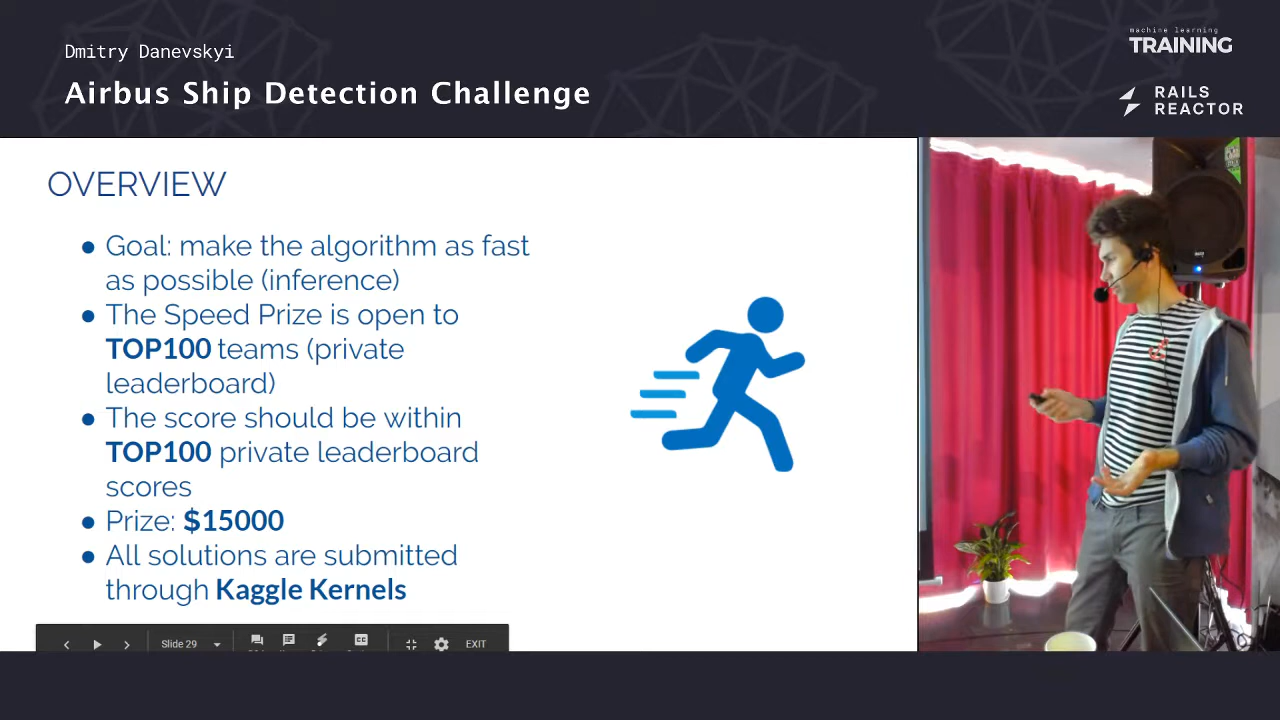 Dmitry Danevskyi
Airbus Ship Detection Challenge
machine learning
TRAINING
RAILS
REACTOR
OVERVIEW
● Goal: make the algorithm as fast
as possible (inference)
● The Speed Prize is open to
TOP100 teams (private
leaderboard)
● The score should be within
TOP100 private leaderboard
scores
● Prize: $15000
● All solutions are submitted
through Kaggle Kernels
Slide 29
EXIT